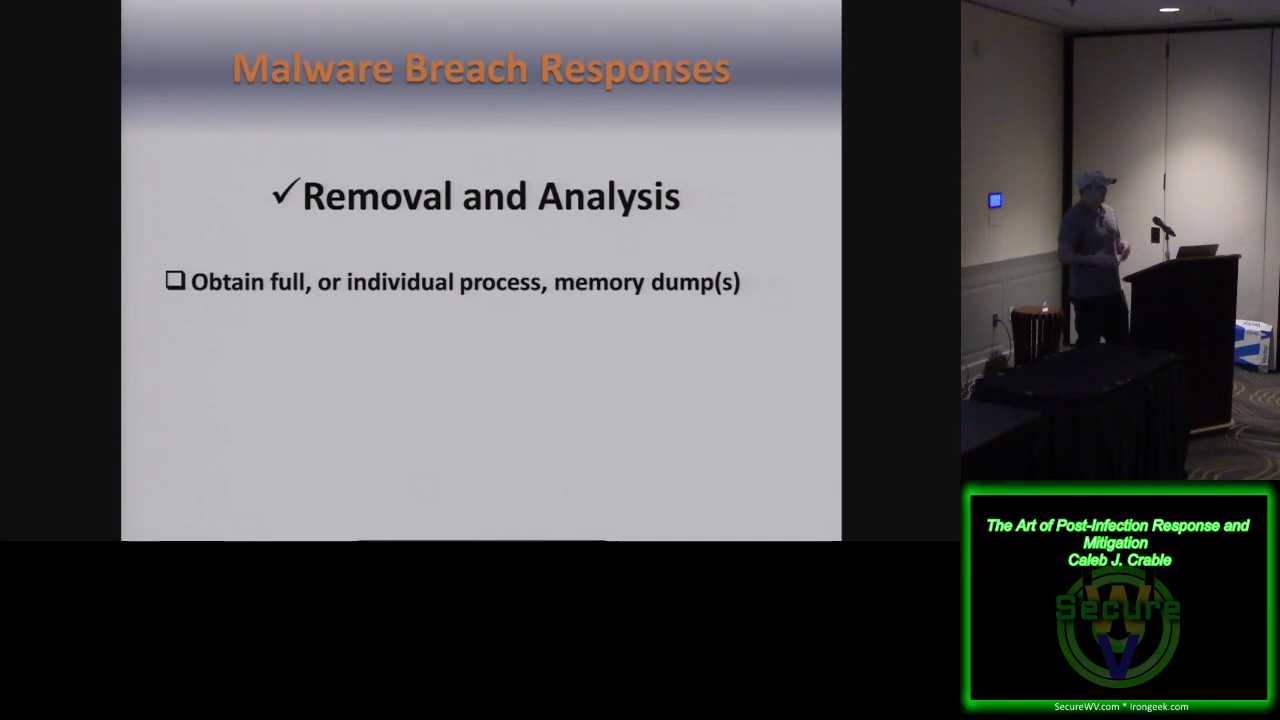 Malware Breach Responses
✓Removal and Analysis
❑ Obtain full, or individual process, memory dump(s)
The Art of Post-Infection Response and
Mitigation
Caleb J. Crable
Secure
WV
SecureWV.com * Irongeek.com